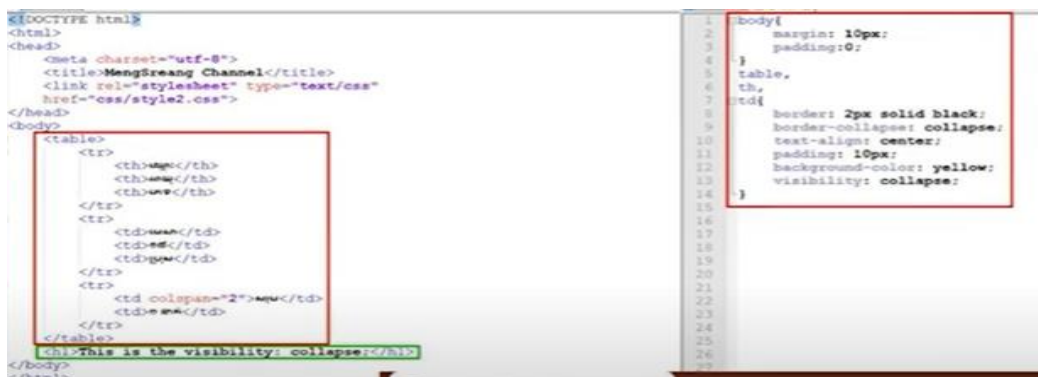 <!DOCTYPE html>
<html>
<head>
<meta charset="utf-8">
<title>MengSreang Channel</title>
<link rel="stylesheet" type="text/css"
href="css/style2.css">
</head>
<body>
<table>
<tr>
<th></th>
<th></th>
<th></th>
</tr>
<tr>
<td></td>
<td></td>
<td></td>
</tr>
<tr>
<td colspan="2"></td>
<td></td>
</tr>
</table>
<h1>This is the visibility: collapse;</h1>
</body>
</html>
1 body{
2 margin: 10px;
3 padding:0;
4 }
5 table,
6 th,
7 td{
8 border: 2px solid black;
9 border-collapse: collapse;
10 text-align: center;
11 padding: 10px;
12 background-color: yellow;
13 visibility: collapse;
14 }
15
16
17
18
19
20
21
22
23
24
25
26
27